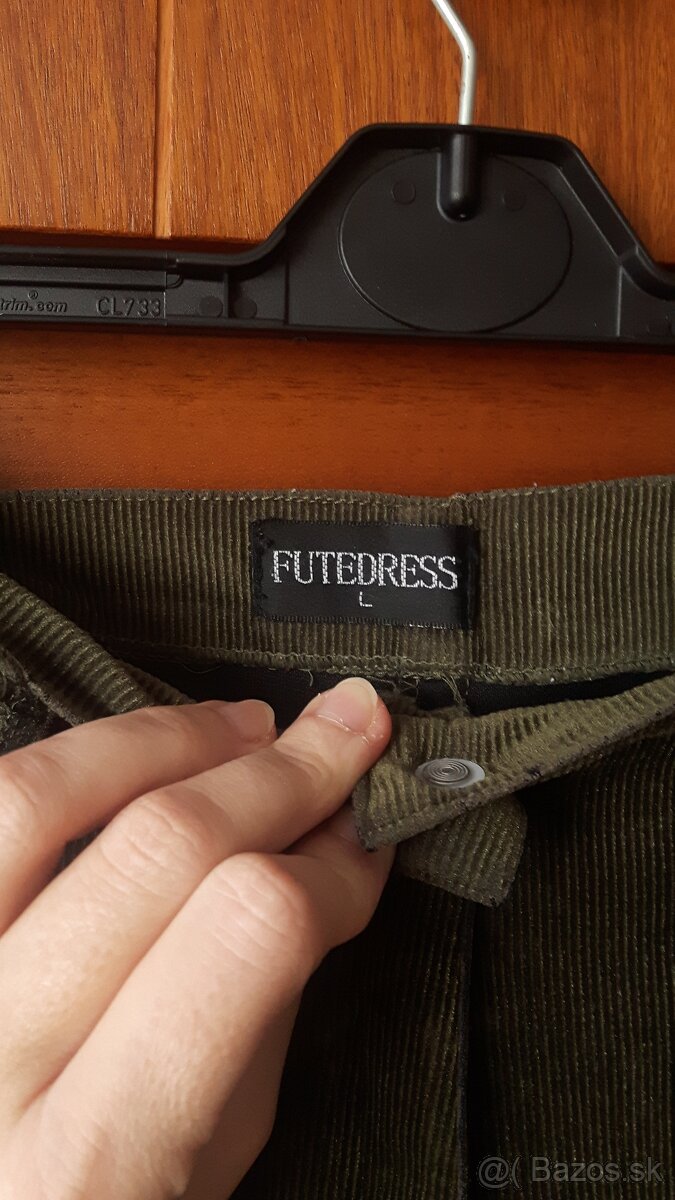 trim.com CL733
FUTEDRESS
L
@( Bazos.sk